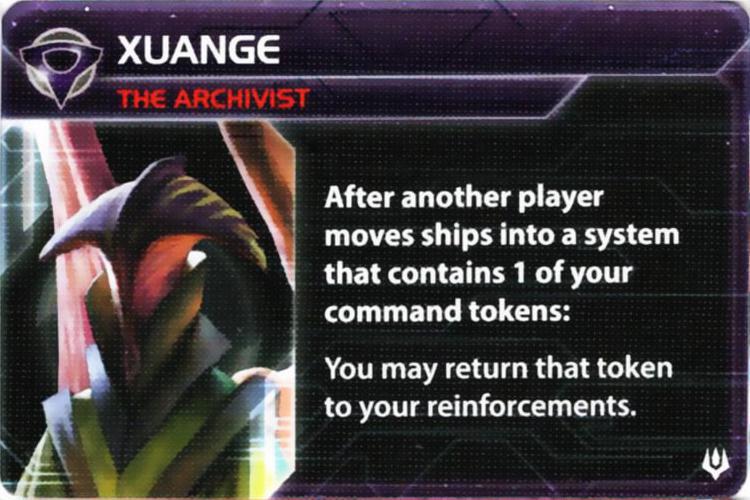 XUANGE
THE ARCHIVIST
After another player
moves ships into a system
that contains 1 of your
command tokens:
You may return that token
to your reinforcements.